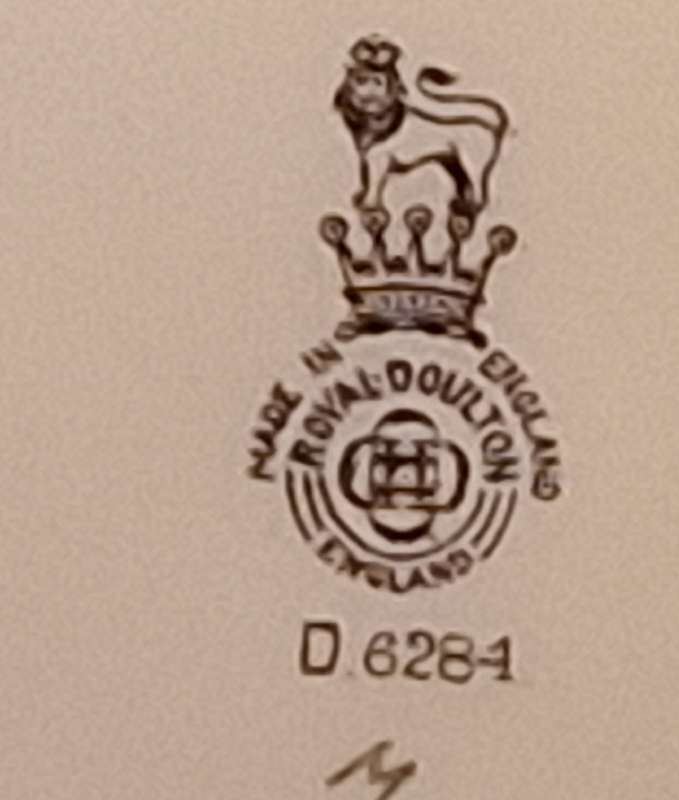 MADE IN ENGLAND
ROYAL DOULTON
ENGLAND
D.6284